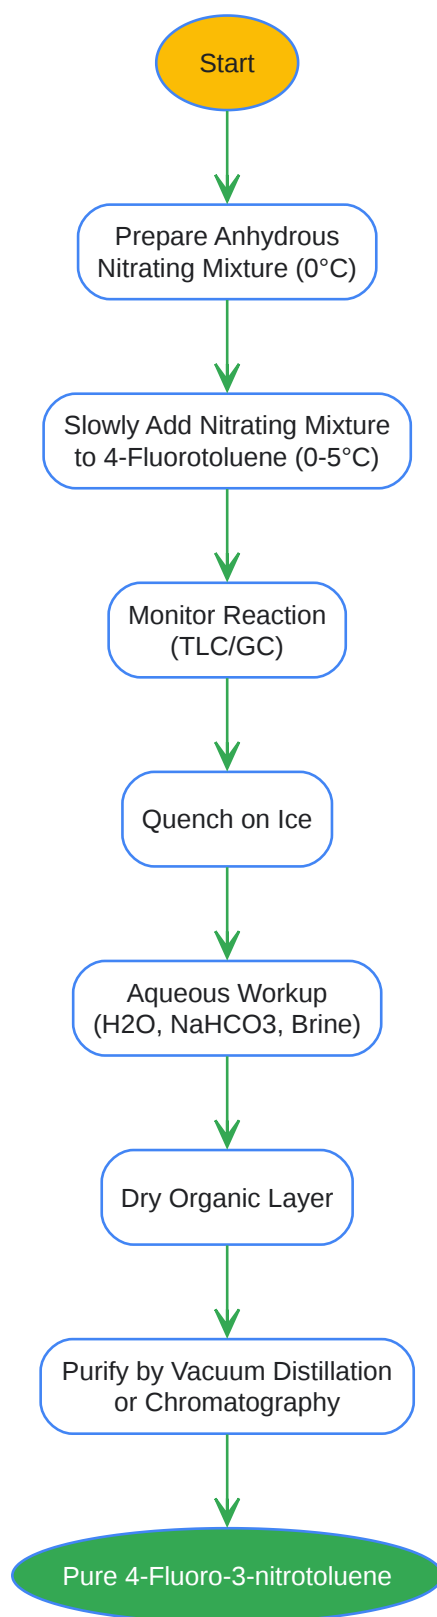 Start
Prepare Anhydrous
Nitrating Mixture (0°C)
Slowly Add Nitrating Mixture
to 4-Fluorotoluene (0-5°C)
Monitor Reaction
(TLC/GC)
Quench on Ice
Aqueous Workup
(H2O, NaHCO3, Brine)
Dry Organic Layer
Purify by Vacuum Distillation
or Chromatography
Pure 4-Fluoro-3-nitrotoluene